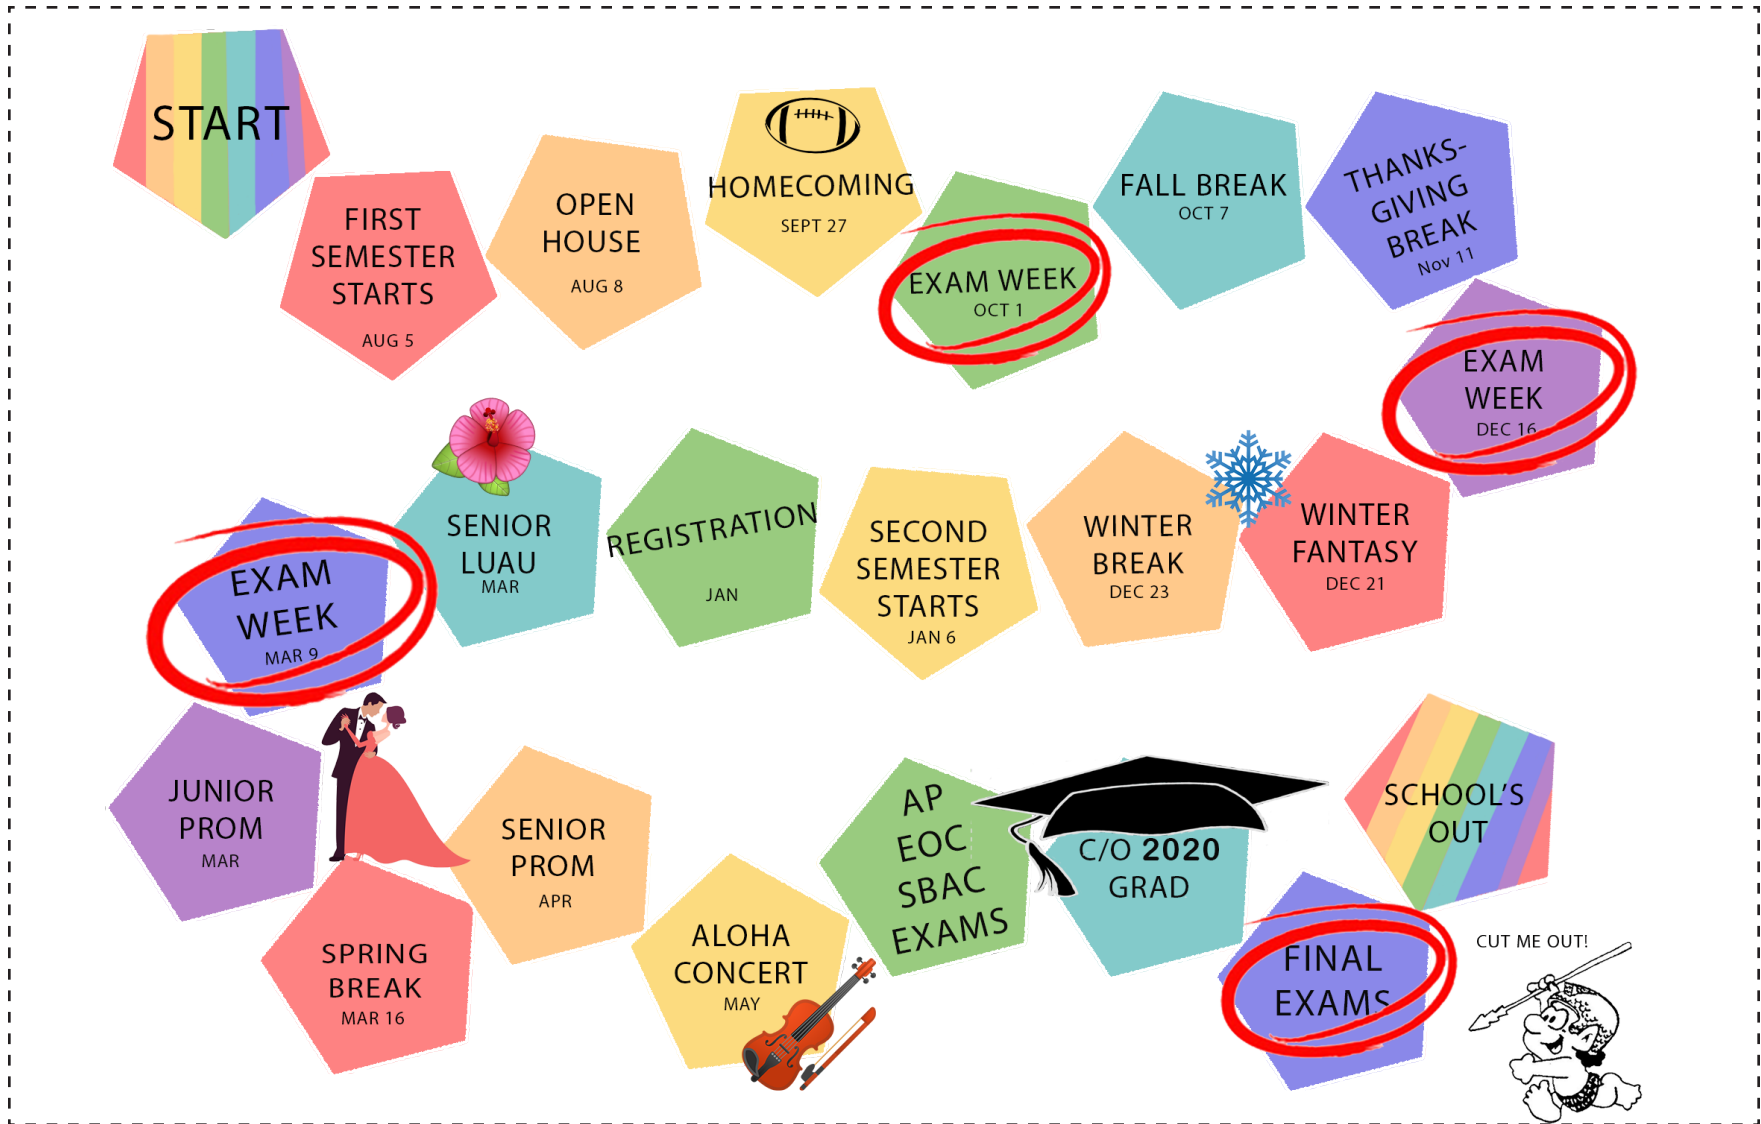 START
FIRST
SEMESTER
STARTS
AUG 5
OPEN
HOUSE
AUG 8
HOMECOMING
SEPT 27
EXAM WEEK
OCT 1
FALL BREAK
OCT 7
THANKS-
GIVING
BREAK
Nov 11
EXAM
WEEK
DEC 16
WINTER
FANTASY
DEC 21
WINTER
BREAK
DEC 23
SECOND
SEMESTER
STARTS
JAN 6
REGISTRATION
JAN
SENIOR
LUAU
MAR
EXAM
WEEK
MAR 9
JUNIOR
PROM
MAR
SPRING
BREAK
MAR 16
SENIOR
PROM
APR
ALOHA
CONCERT
MAY
AP
EOC
SBAC
EXAMS
C/O 2020
GRAD
FINAL
EXAMS
SCHOOL'S
OUT
CUT ME OUT!